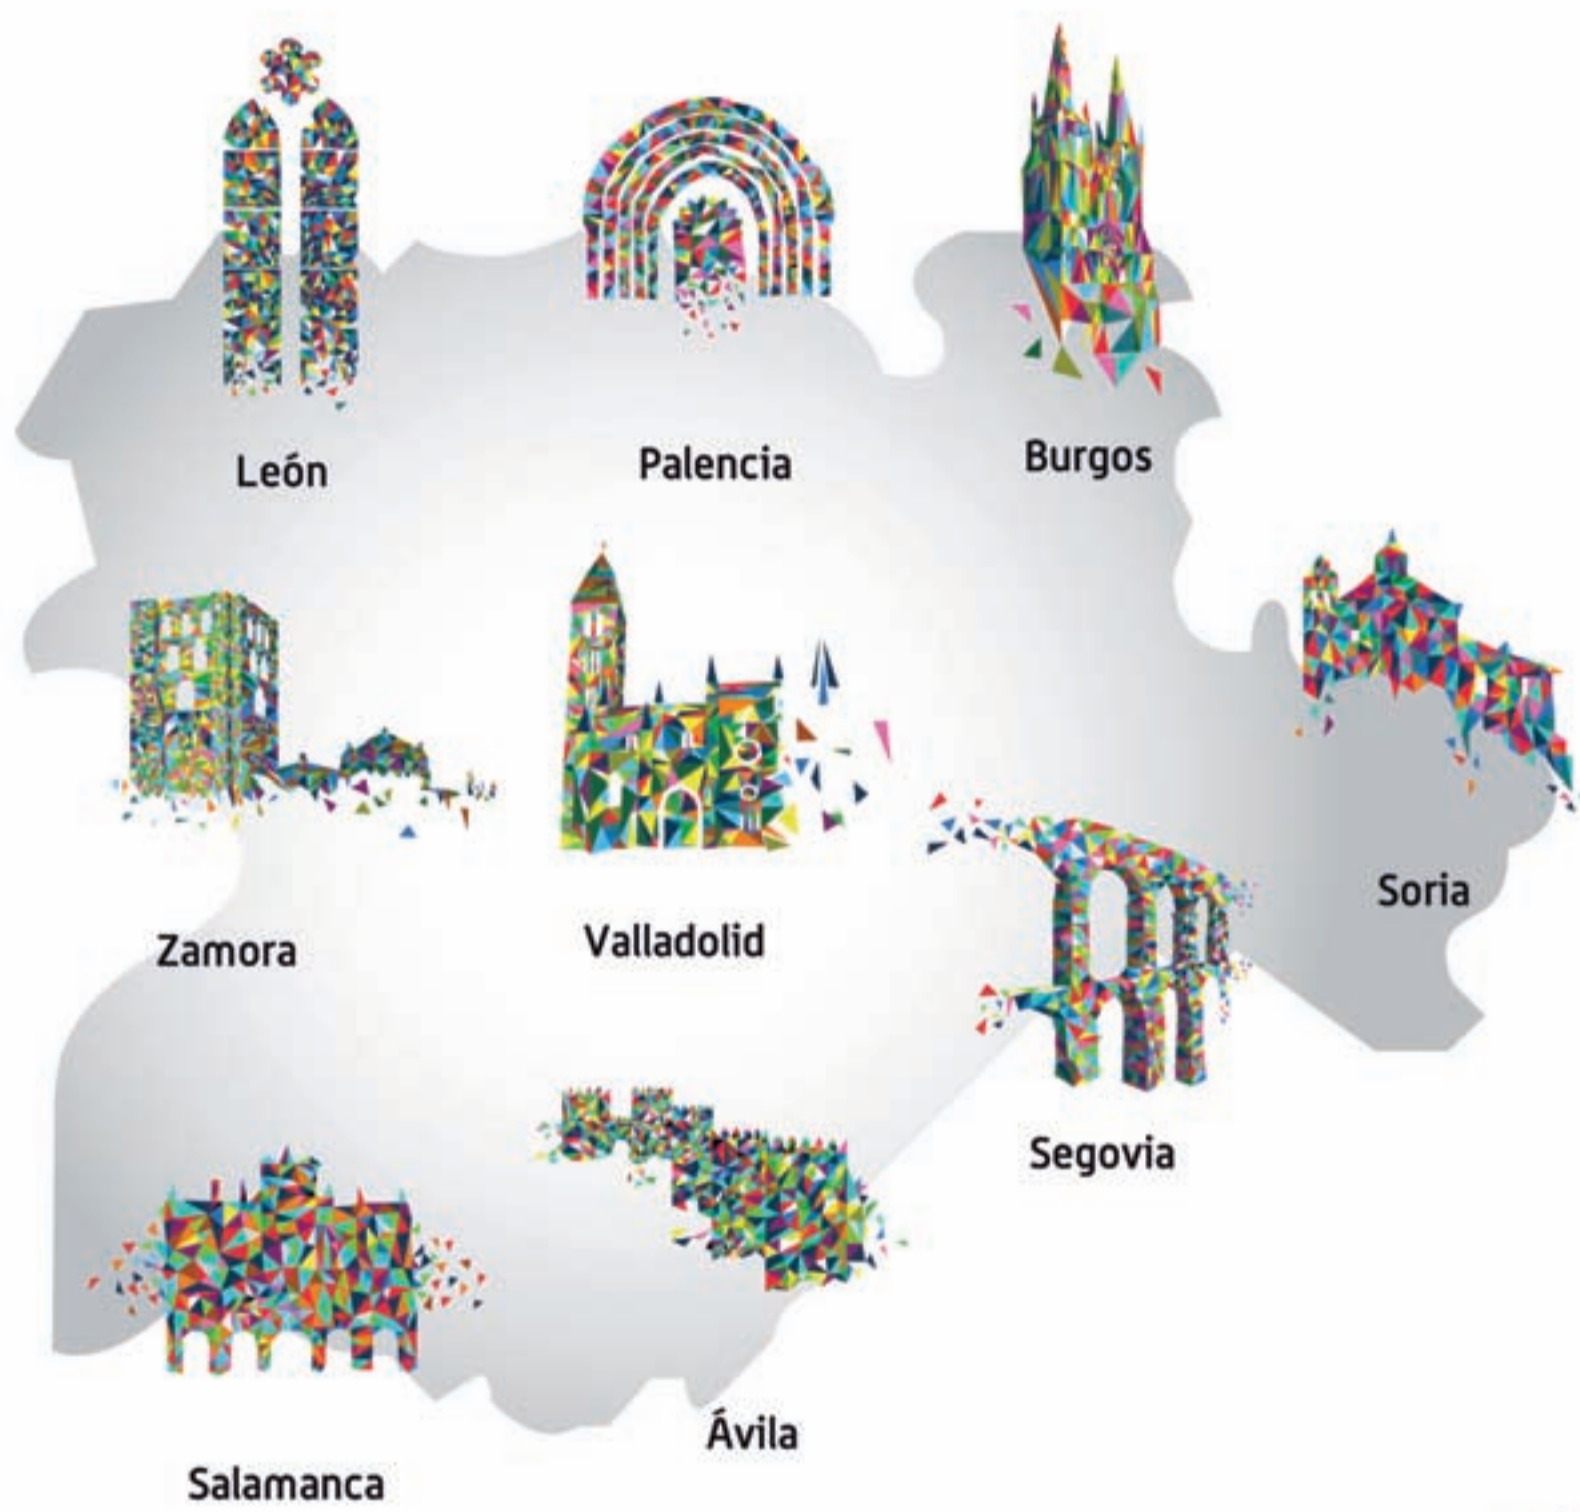 León
Palencia
Burgos
Zamora
Valladolid
Soria
Segovia
Ávila
Salamanca